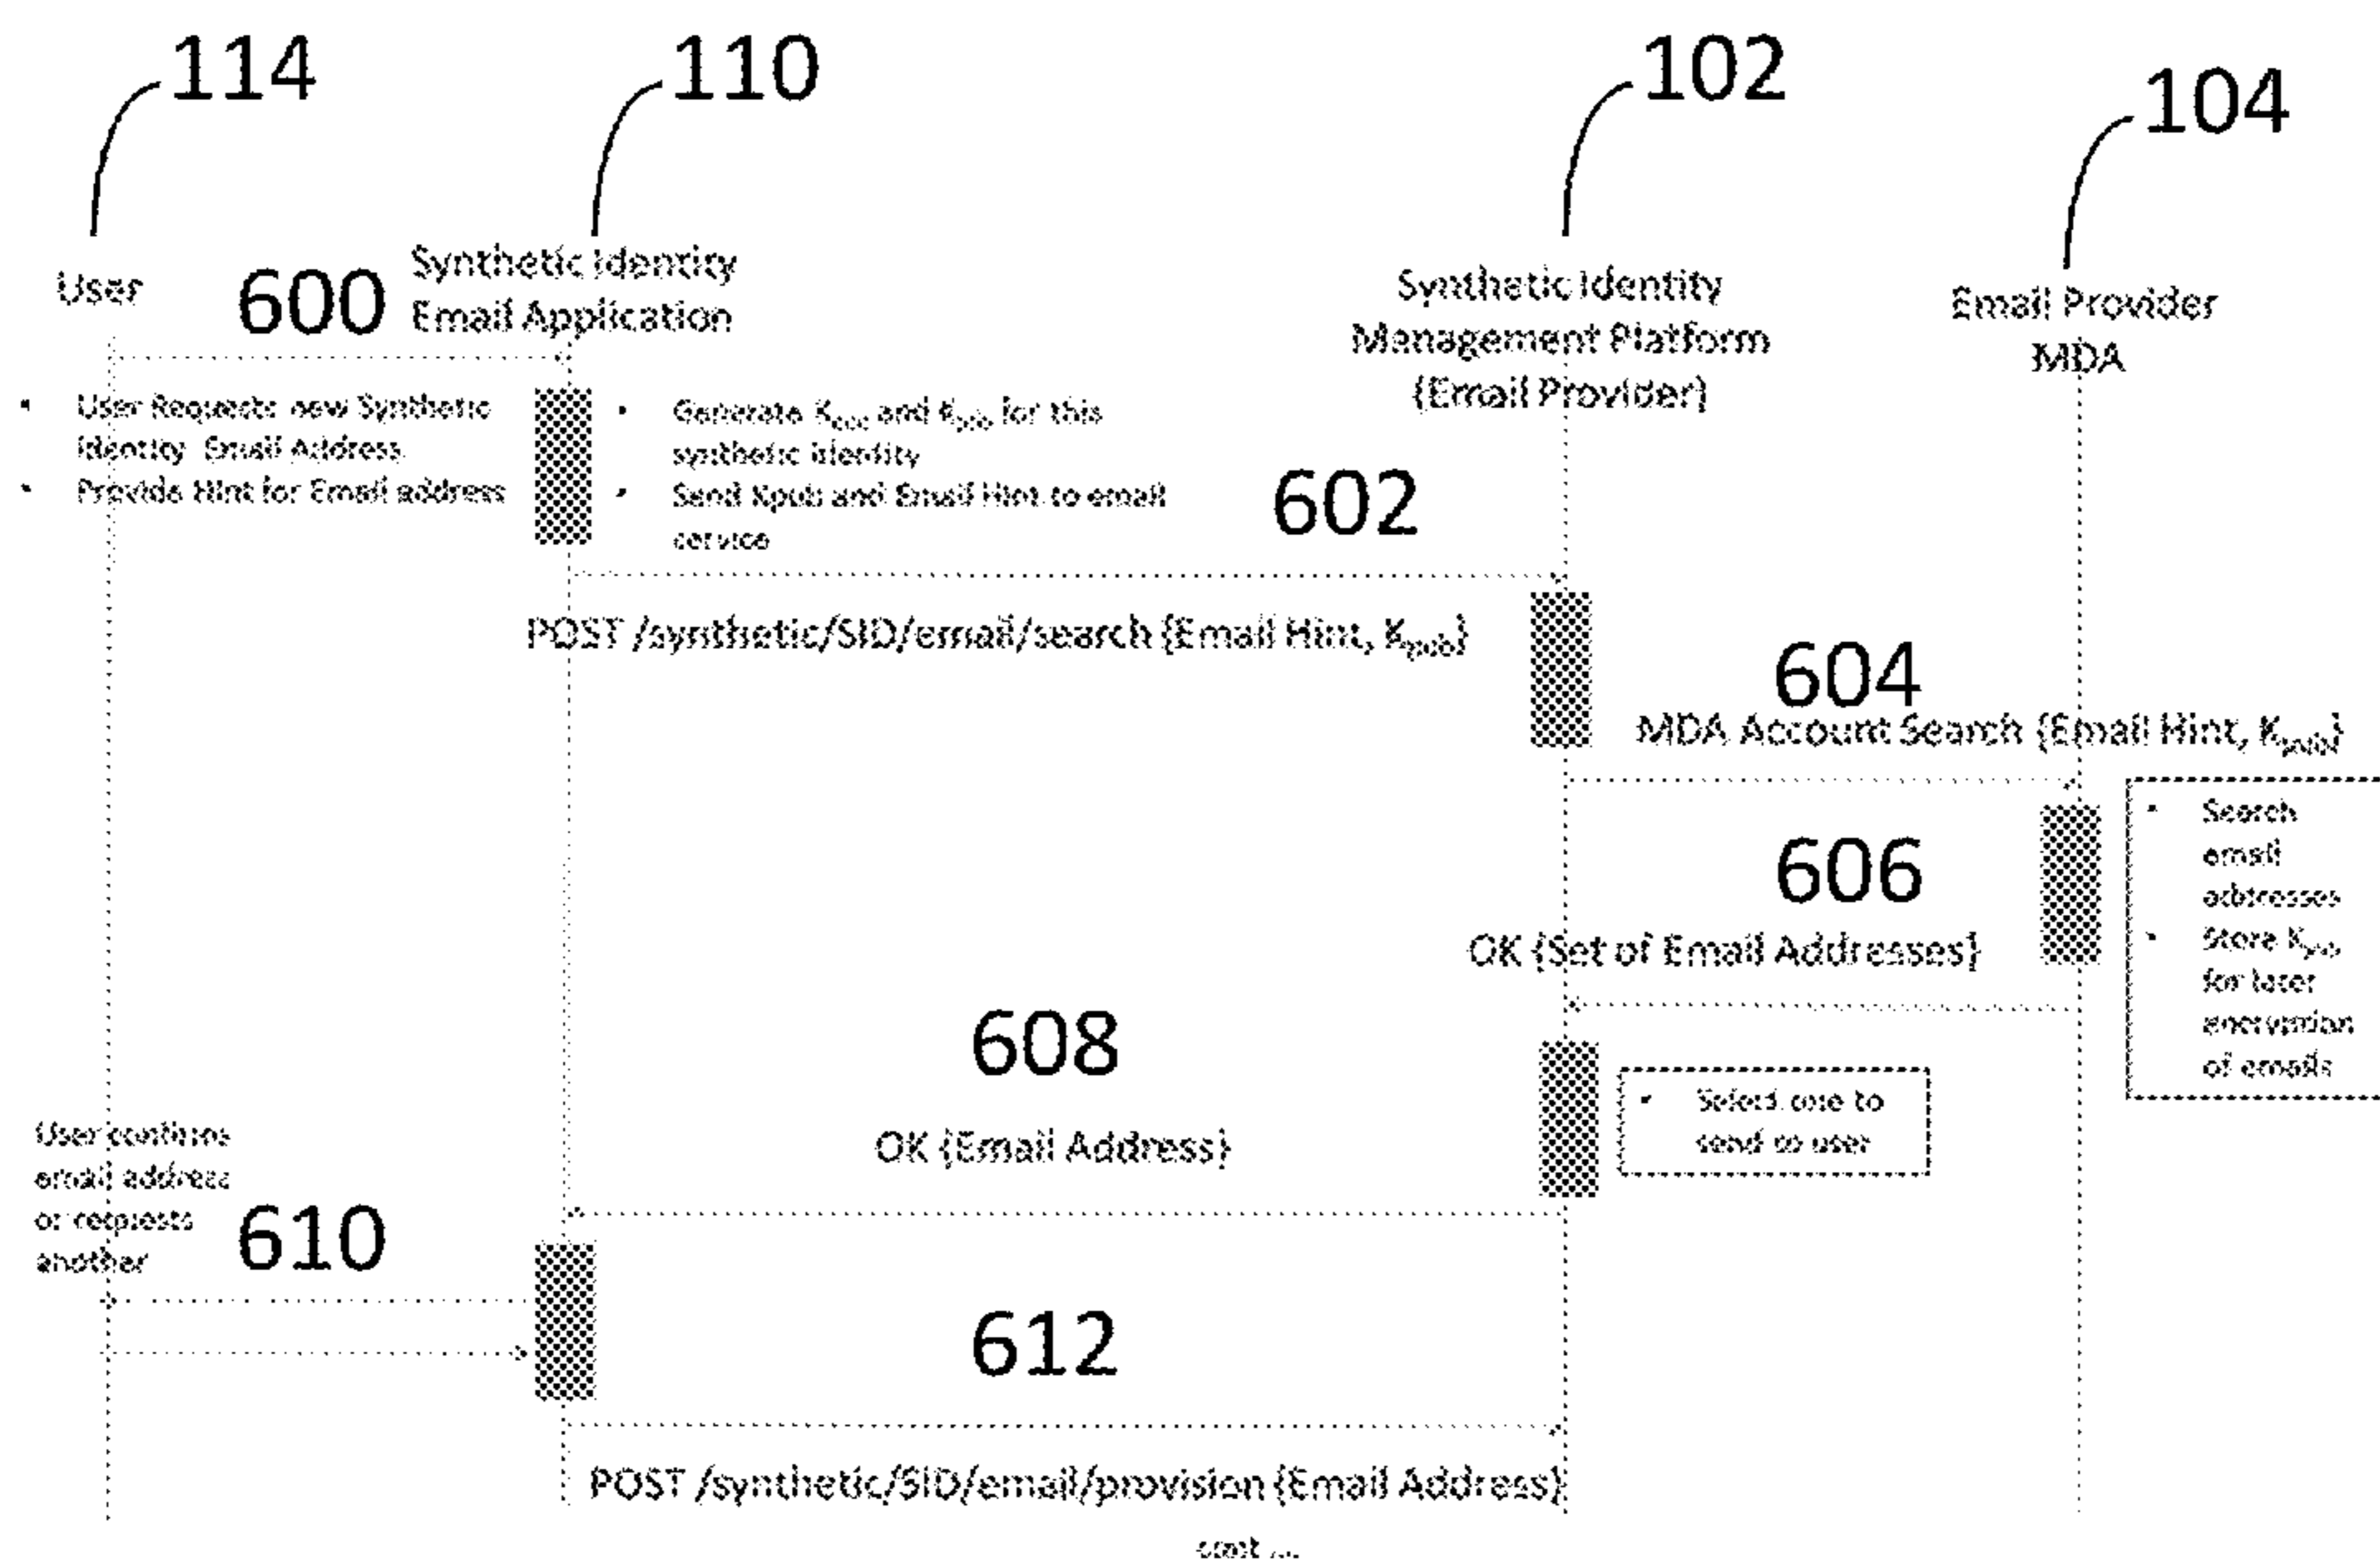 114
110
102
104
User
600
Synthetic Identity
Email Application
Synthetic Identity
Management Platform
(Email Provider)
Email Provider
MDA
• User Requests new Synthetic
Identity Email Address
• Provide Hint for Email address
• Generate and for this
synthetic identity
• Send Kpub and Email Hint to email
service
602
POST /synthetic/SID/email/search {Email Hint, Kpub}
604
MDA Account Search {Email Hint, Kpub}
606
OK {Set of Email Addresses}
• Search
email
addresses
• Store Kpub
for later
encryption
of emails
608
OK {Email Address}
• Select one to
send to user
User confirms
email address
or requests
another
610
612
POST /synthetic/SID/email/provision {Email Address}
cont ...